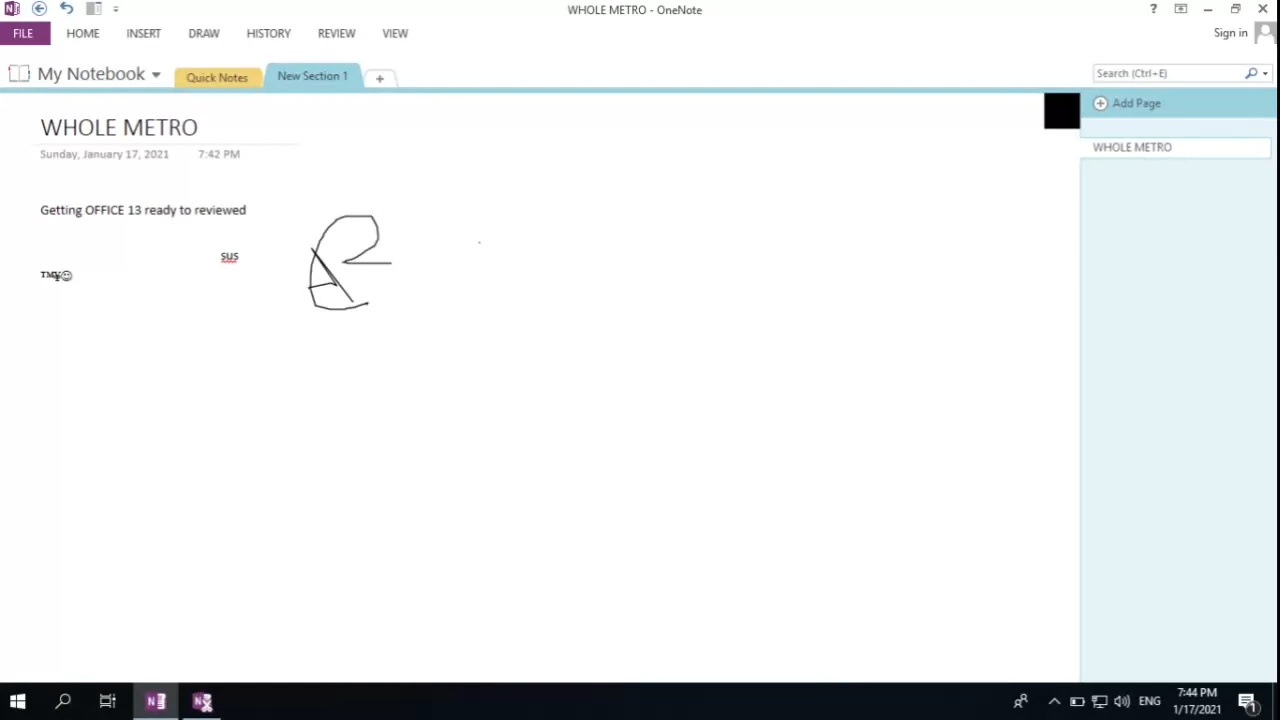 WHOLE METRO - OneNote
?
FILE HOME INSERT DRAW HISTORY REVIEW VIEW
Sign in
My Notebook Quick Notes New Section 1 +
Search (Ctrl+E)
Add Page
WHOLE METRO
WHOLE METRO
Sunday, January 17, 2021 7:42 PM
Getting OFFICE 13 ready to reviewed
sus
ENG
7:44 PM
1/17/2021
1